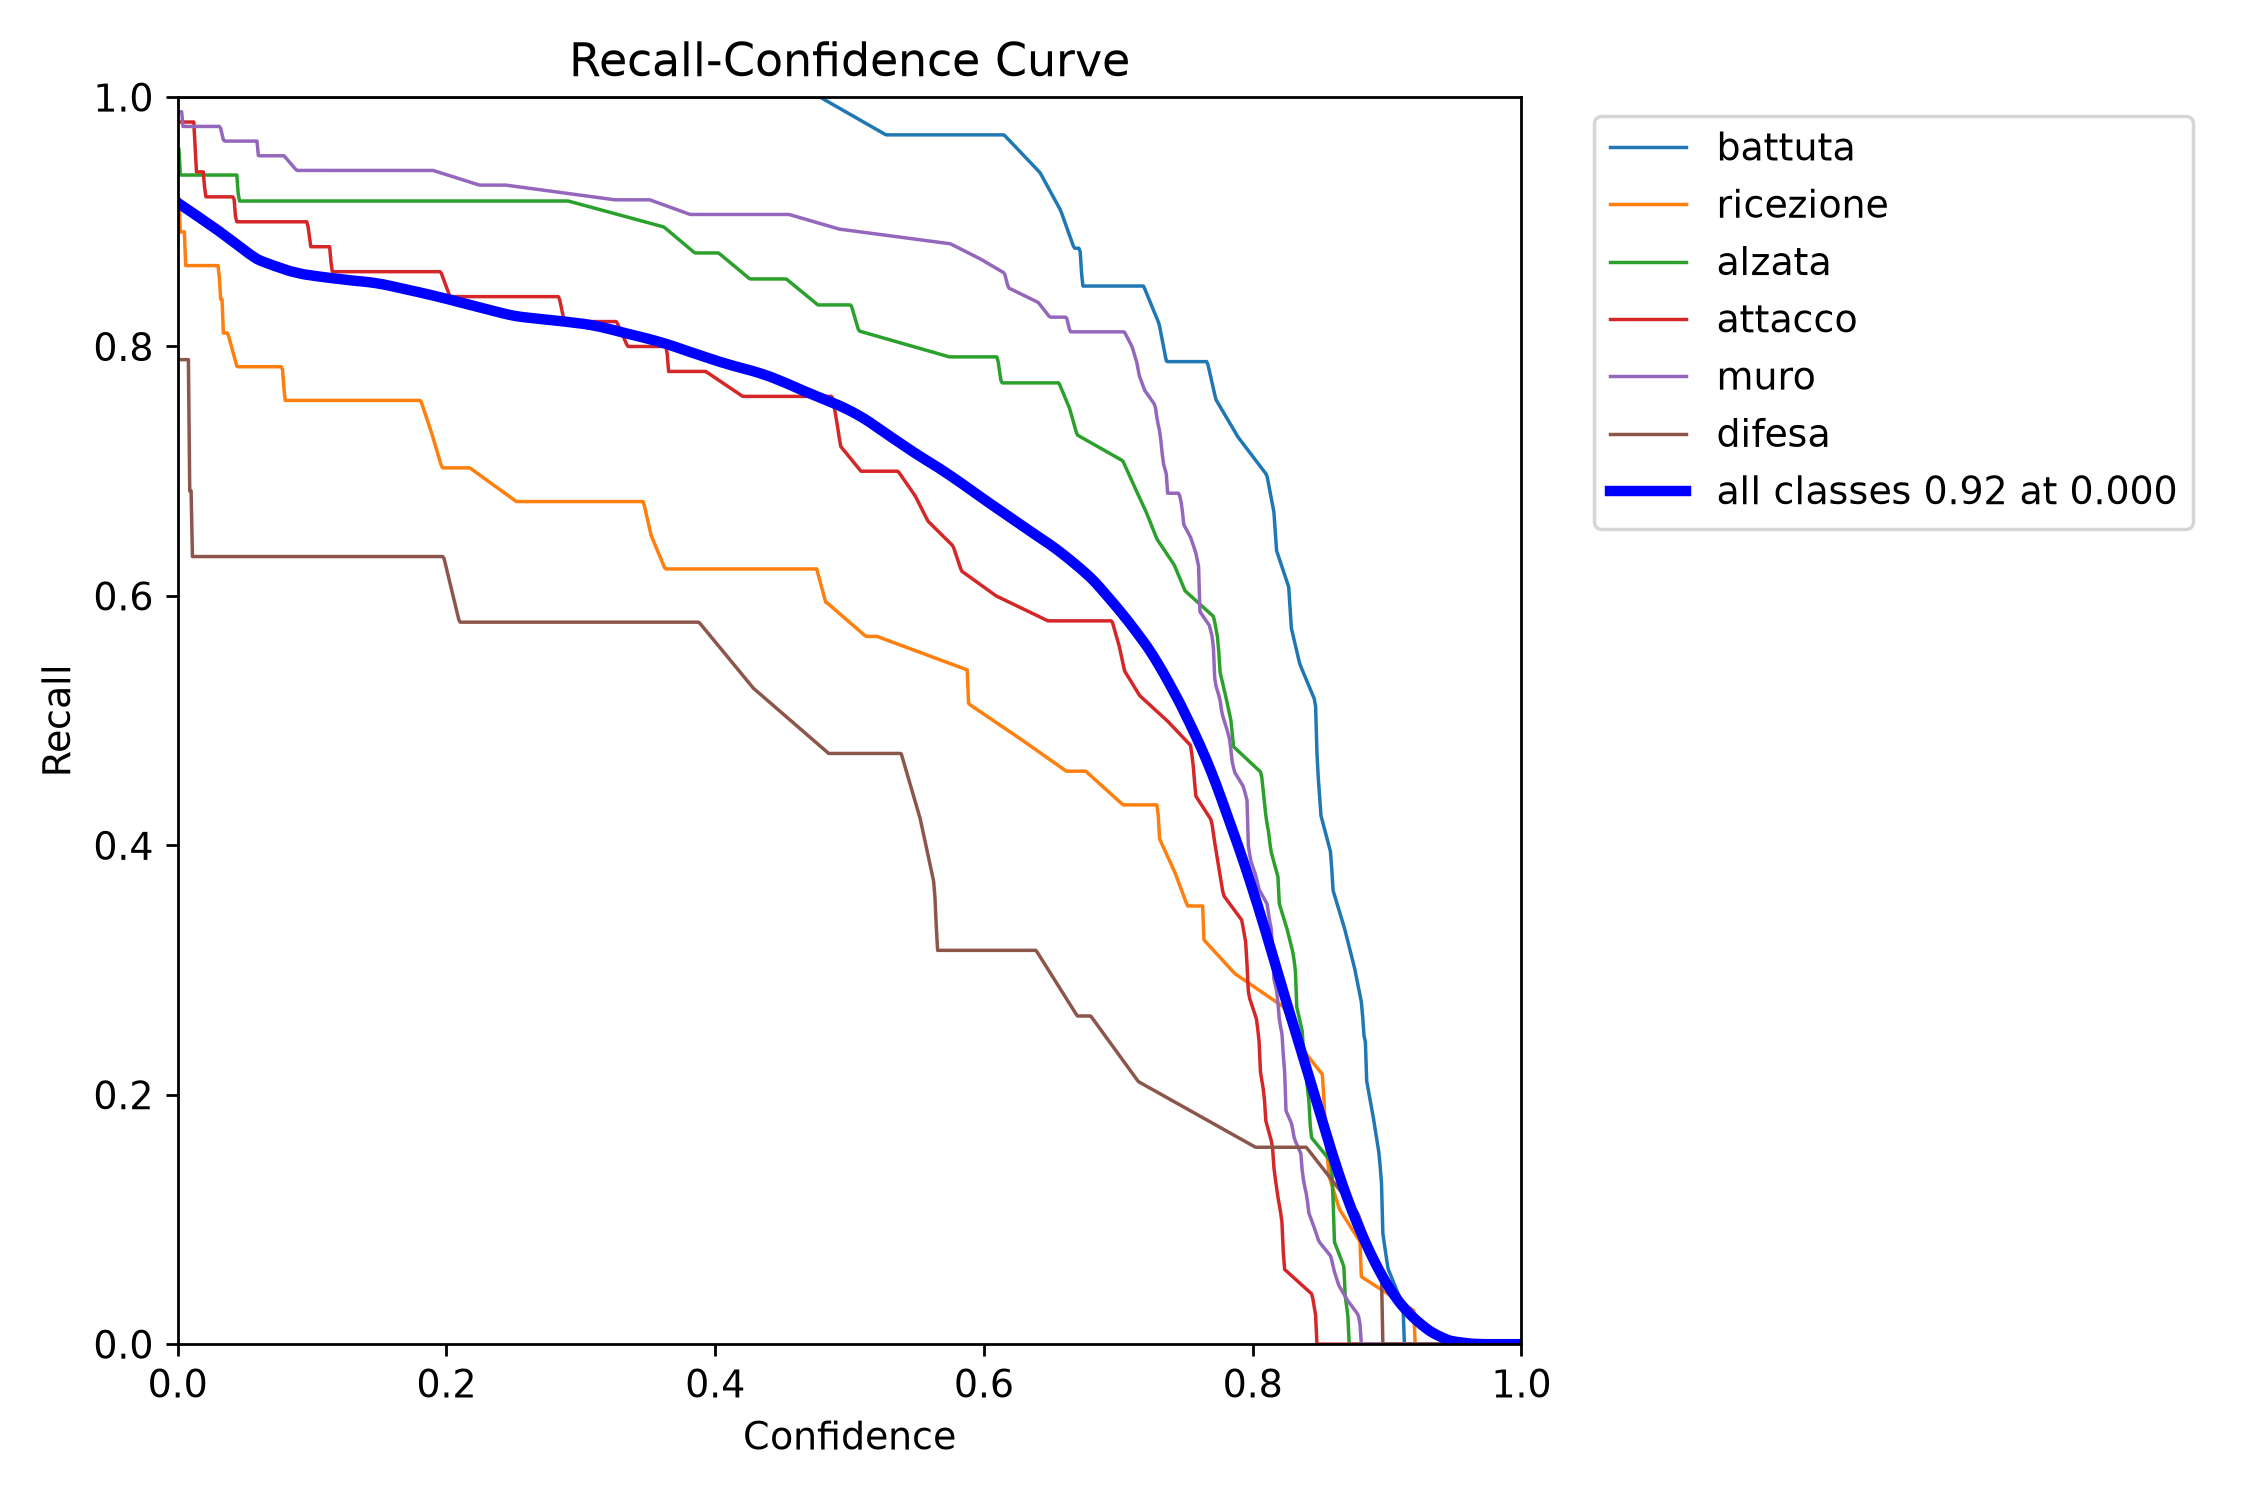 Recall-Confidence Curve
1.0
0.8
0.6
0.4
0.2
0.0
Recall
0.0 0.2 0.4 0.6 0.8 1.0
Confidence
battuta
ricezione
alzata
attacco
muro
difesa
all classes 0.92 at 0.000